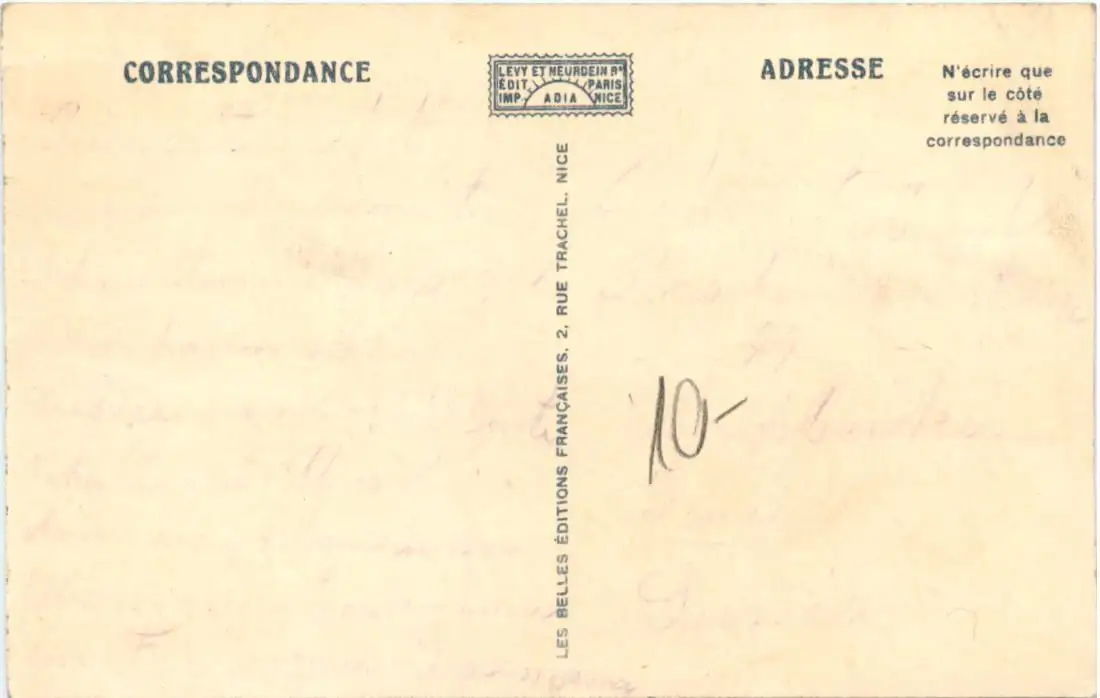 CORRESPONDANCE
LEVY ET NEURDEIN Rs
ÉDIT. PARIS
IMP. ADIA NICE
ADRESSE
N'écrire que
sur le côté
réservé à la
correspondance
LES BELLES ÉDITIONS FRANÇAISES. 2, RUE TRACHEL. NICE
10-